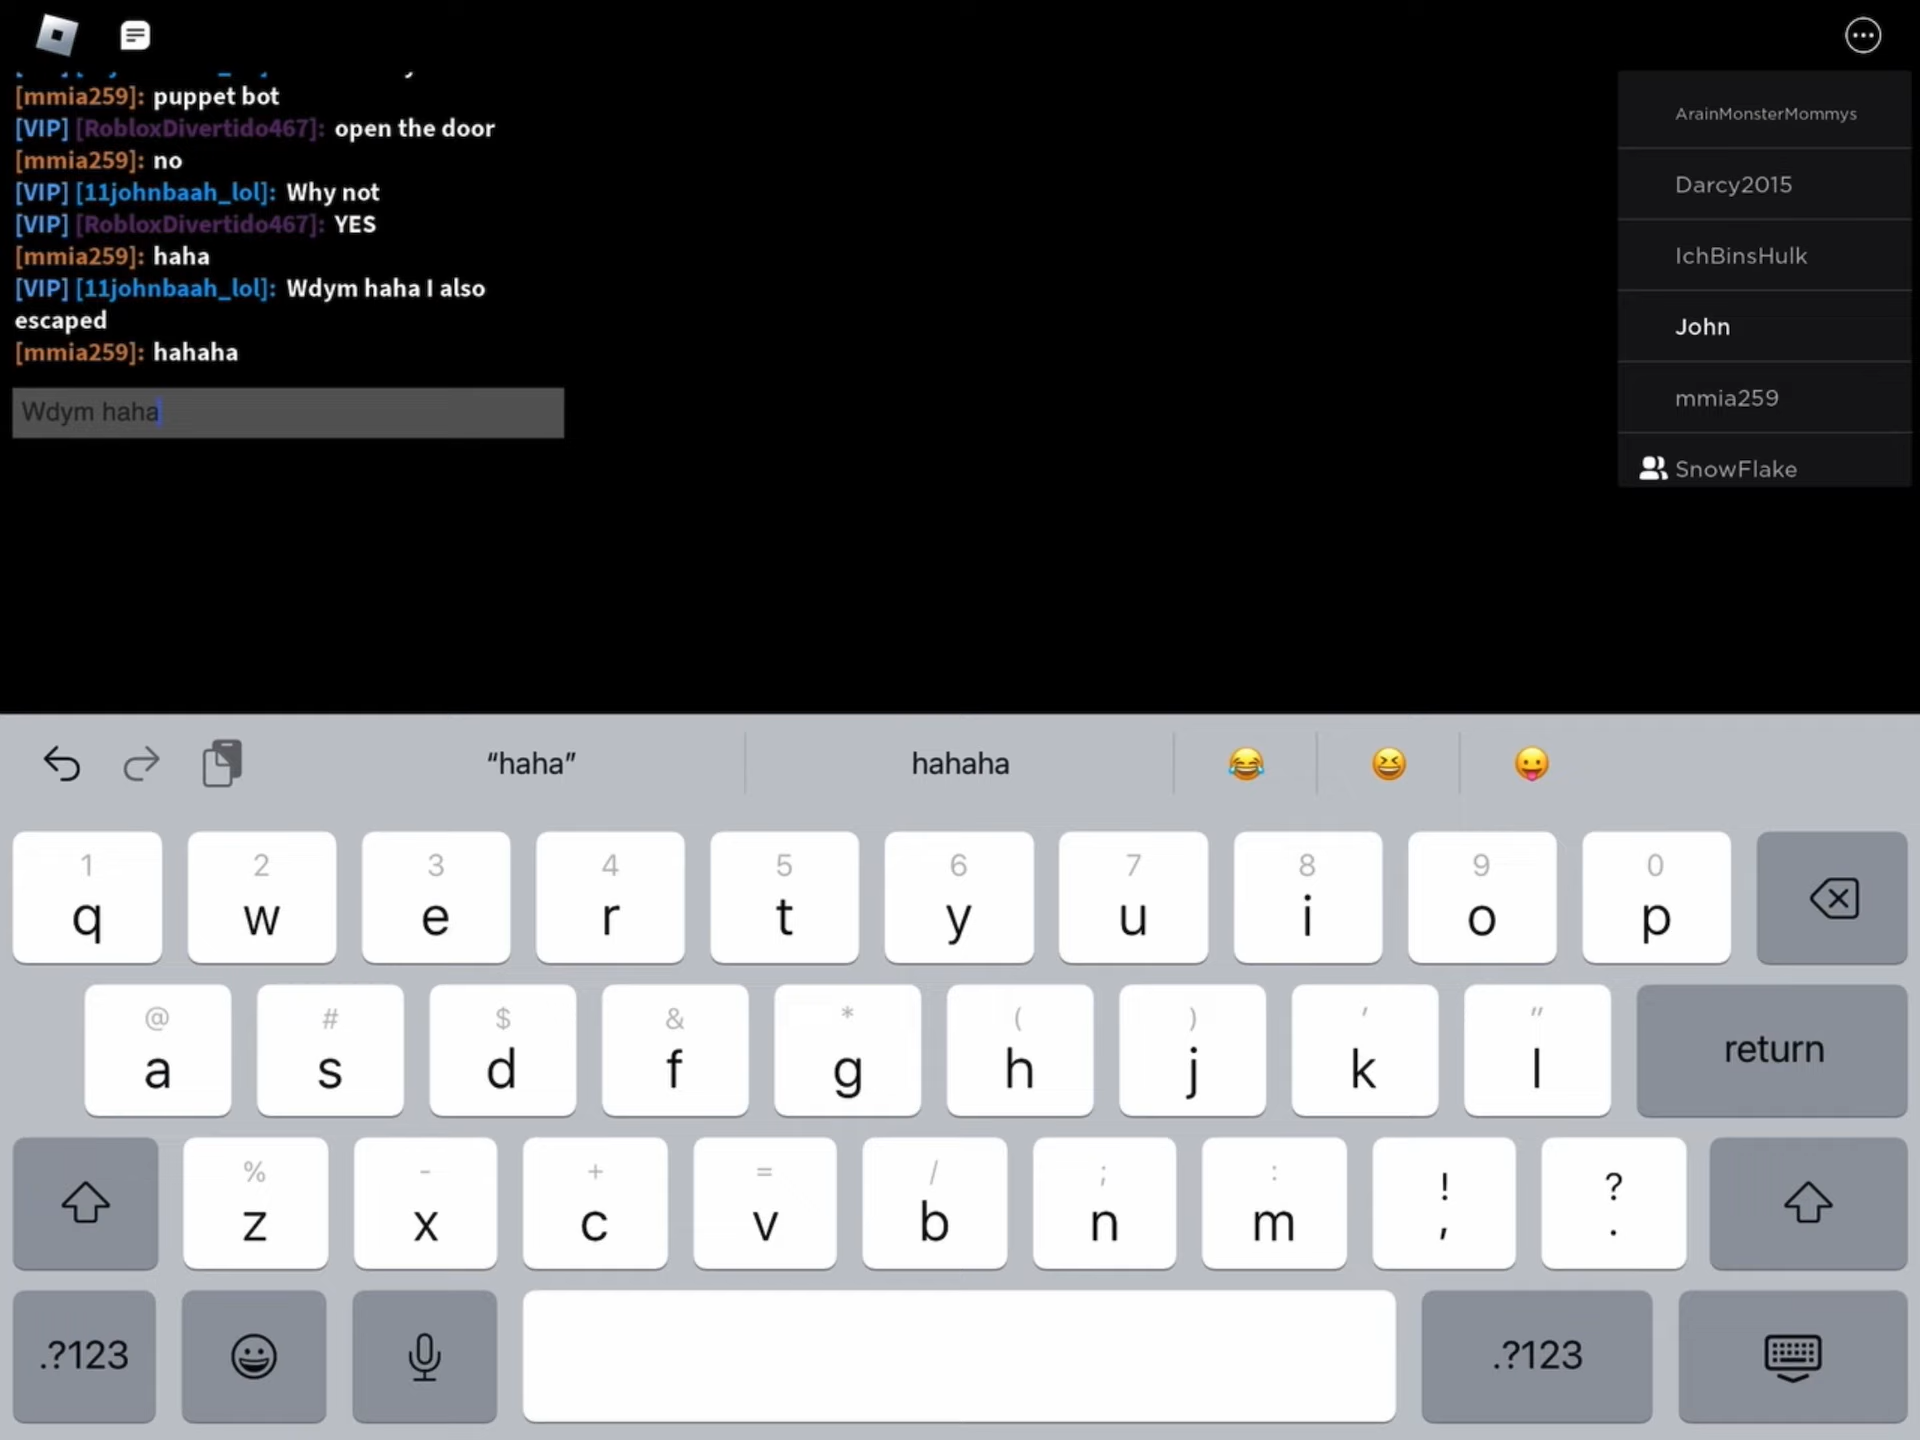 [mmia259]: puppet bot
[VIP] [RobloxDivertido467]: open the door
[mmia259]: no
[VIP] [11johnbaah_lol]: Why not
[VIP] [RobloxDivertido467]: YES
[mmia259]: haha
[VIP] [11johnbaah_lol]: Wdym haha I also
escaped
[mmia259]: hahaha
Wdym haha
ArainMonsterMommys
Darcy2015
IchBinsHulk
John
mmia259
SnowFlake
“haha” hahaha 😂 😆 😛
1 2 3 4 5 6 7 8 9 0
q w e r t y u i o p
@ # $ & * ( ) ' "
a s d f g h j k l return
% - + = / ; : ! ?
z x c v b n m , .
.?123 .?123